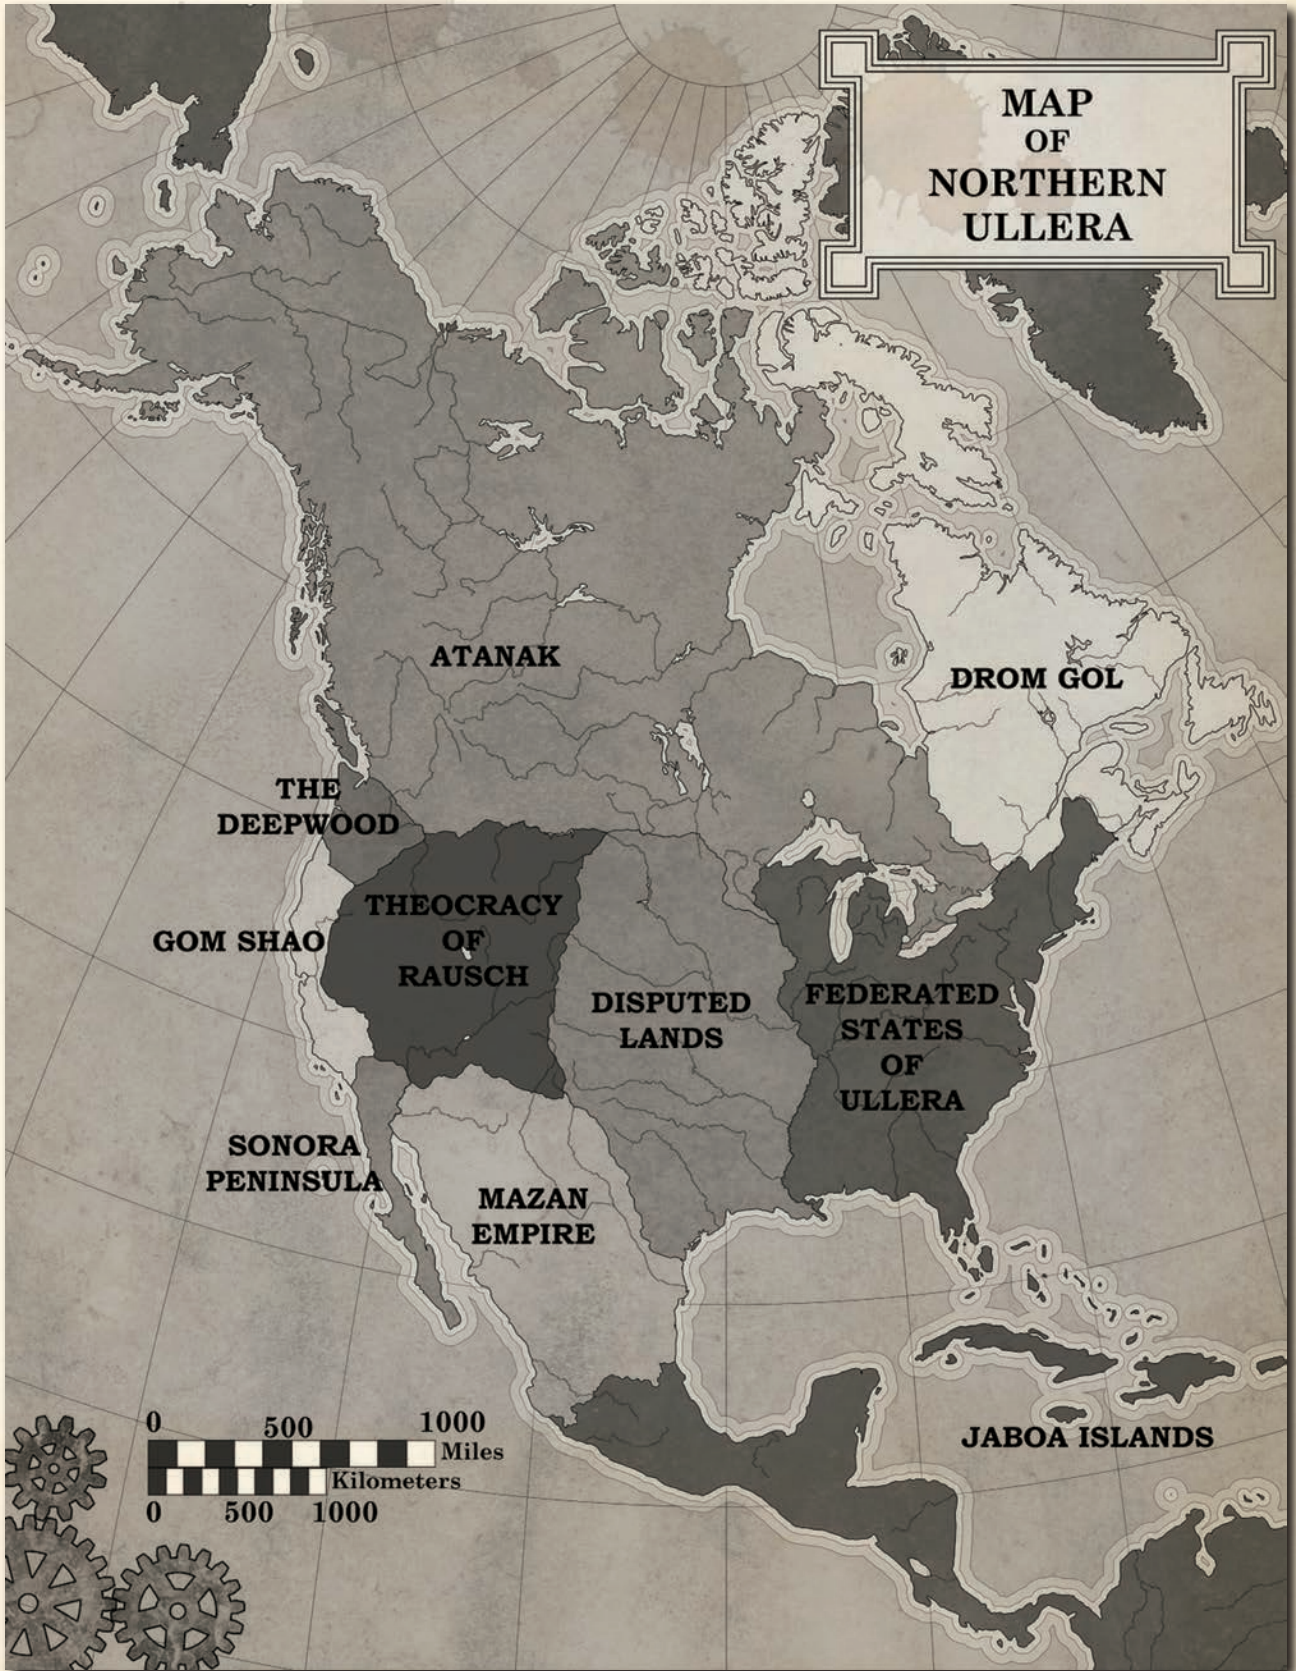 MAP
OF
NORTHERN
ULLERA
ATANAK
DROM GOL
THE
DEEPWOOD
THEOCRACY
OF
RAUSCH
GOM SHAO
DISPUTED
LANDS
FEDERATED
STATES
OF
ULLERA
SONORA
PENINSULA
MAZAN
EMPIRE
JABOA ISLANDS
0 500 1000
Miles
Kilometers
0 500 1000